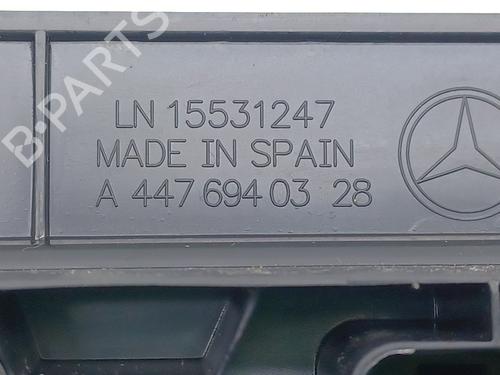 B-PARTS
LN 15531247
MADE IN SPAIN
A 447 694 03 28